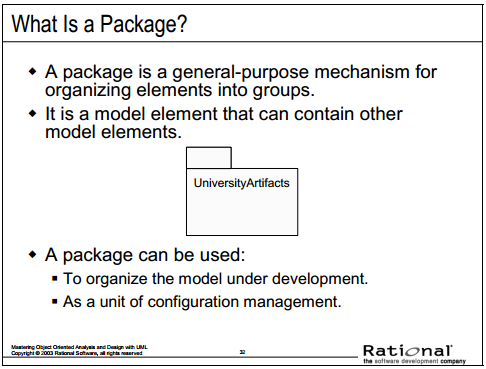 What Is a Package?
◆ A package is a general-purpose mechanism for
organizing elements into groups.
◆ It is a model element that can contain other
model elements.
UniversityArtifacts
◆ A package can be used:
▪ To organize the model under development.
▪ As a unit of configuration management.
Mastering Object Oriented Analysis and Design with UML
Copyright © 2003 Rational Software, all rights reserved
32
Rational
the software development company